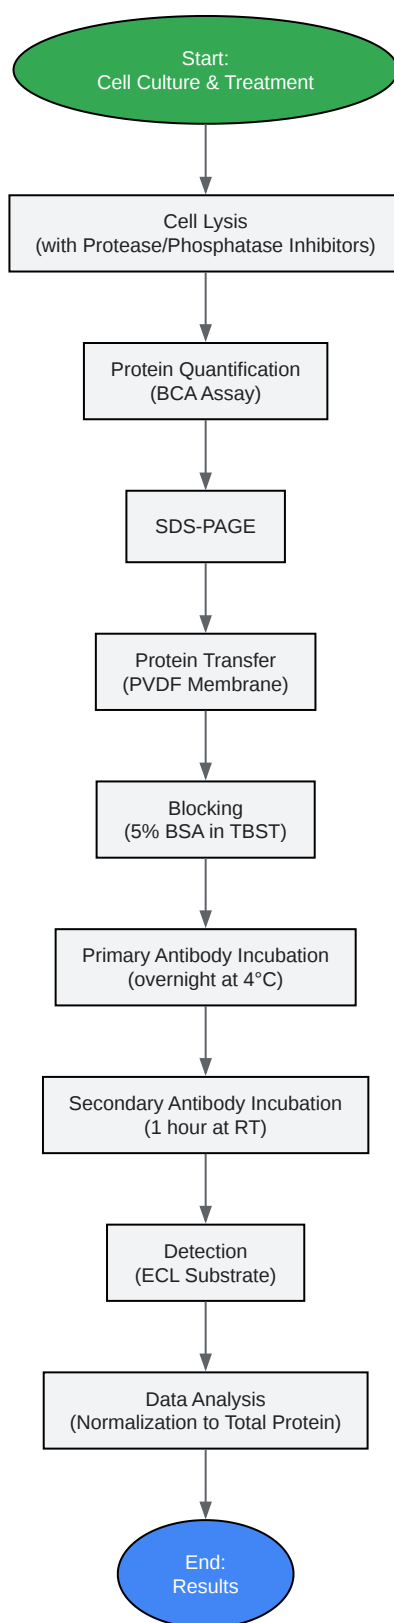 Start:
Cell Culture & Treatment
Cell Lysis
(with Protease/Phosphatase Inhibitors)
Protein Quantification
(BCA Assay)
SDS-PAGE
Protein Transfer
(PVDF Membrane)
Blocking
(5% BSA in TBST)
Primary Antibody Incubation
(overnight at 4°C)
Secondary Antibody Incubation
(1 hour at RT)
Detection
(ECL Substrate)
Data Analysis
(Normalization to Total Protein)
End:
Results